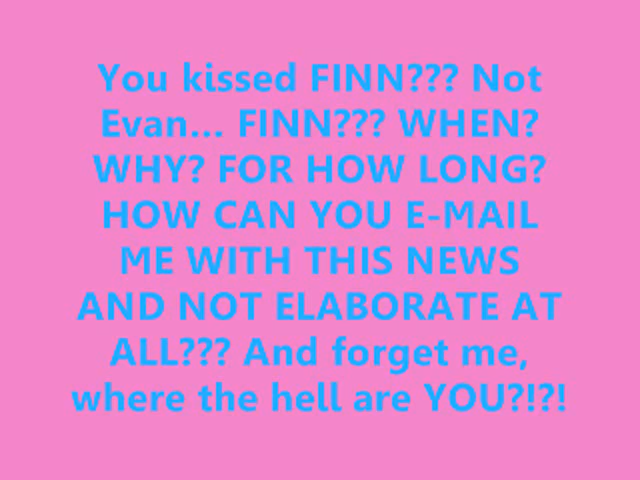 You kissed FINN??? Not
Evan... FINN??? WHEN?
WHY? FOR HOW LONG?
HOW CAN YOU E-MAIL
ME WITH THIS NEWS
AND NOT ELABORATE AT
ALL??? And forget me,
where the hell are YOU?!?!